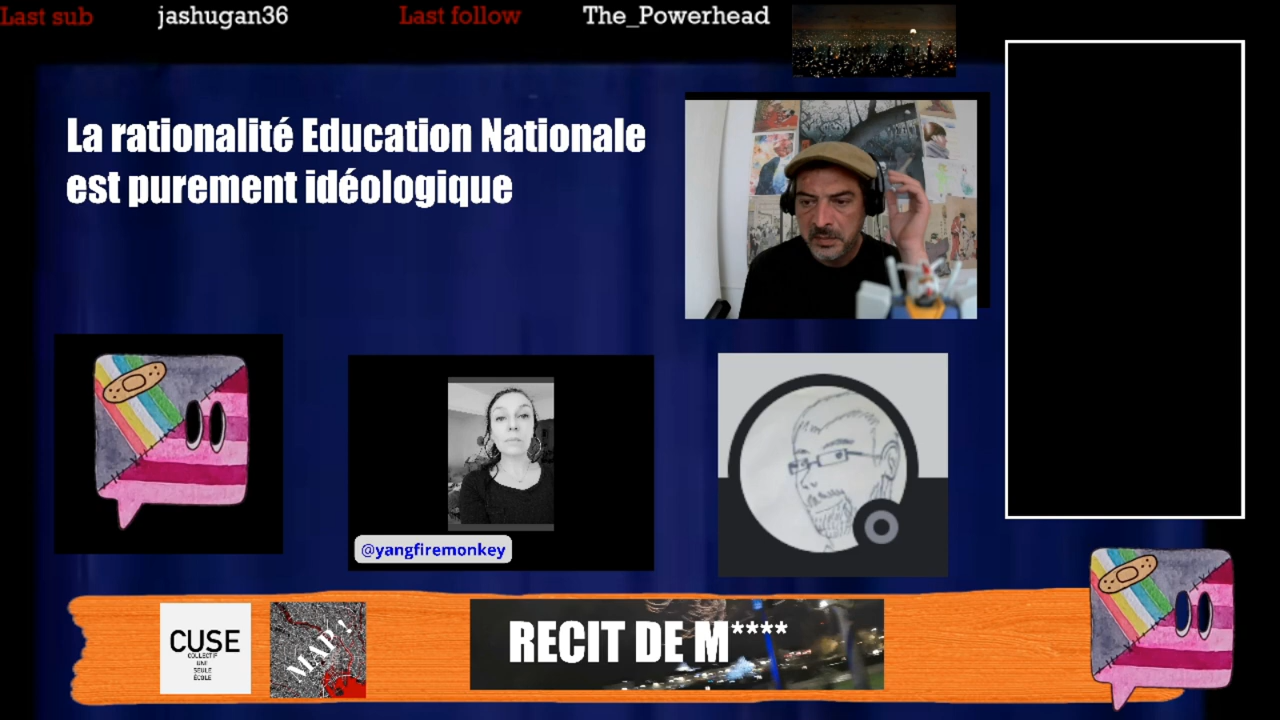 Last sub jashugan36 Last follow The_Powerhead
La rationalité Education Nationale
est purement idéologique
@yangfiremonkey
CUSE
COLLECTIF
UNE
SEULE
ÉCOLE
MAP !
RECIT DE M****